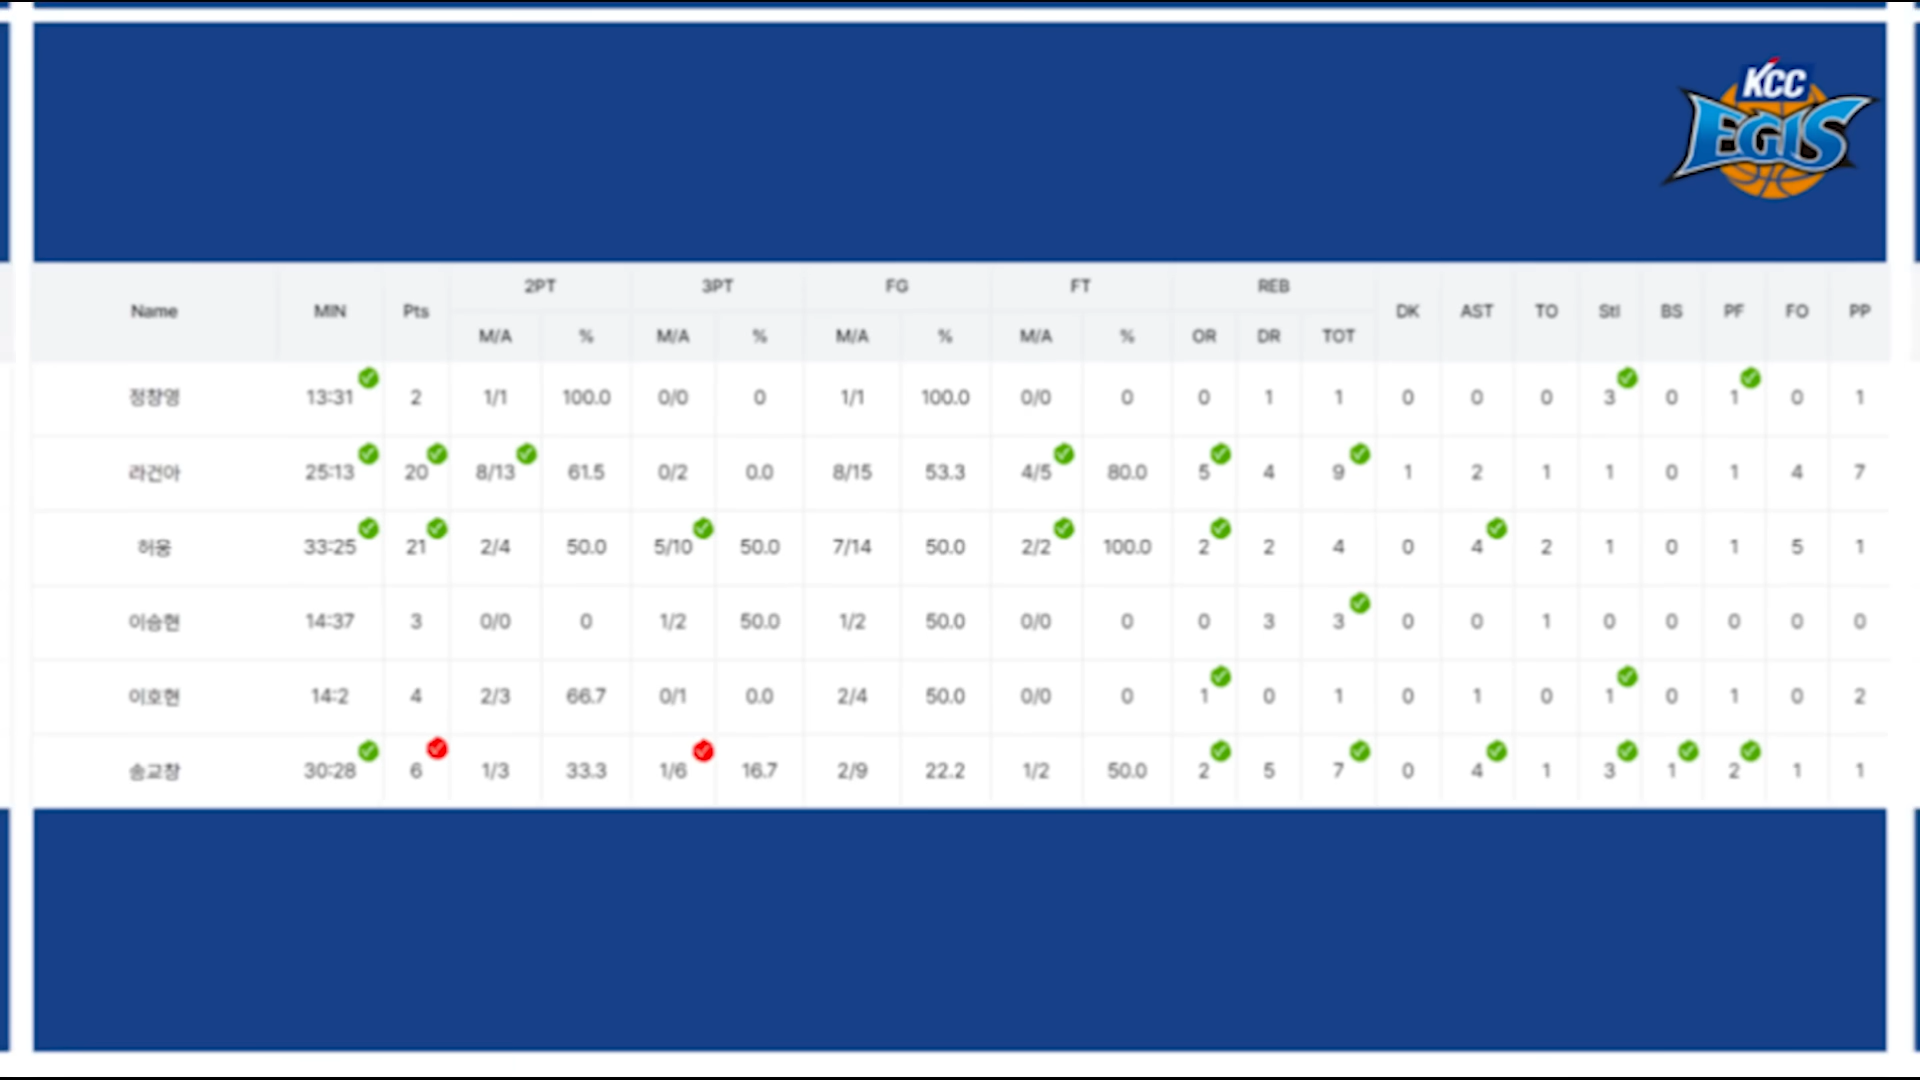 KCC
EGIS
2PT 3PT FG FT REB
Name MIN Pts DK AST TO Stl BS PF FO PP
M/A % M/A % M/A % M/A % OR DR TOT
정창영 13:31 2 1/1 100.0 0/0 0 1/1 100.0 0/0 0 0 1 1 0 0 0 3 0 1 0 1
라건아 25:13 20 8/13 61.5 0/2 0.0 8/15 53.3 4/5 80.0 5 4 9 1 2 1 1 0 1 4 7
허웅 33:25 21 2/4 50.0 5/10 50.0 7/14 50.0 2/2 100.0 2 2 4 0 4 2 1 0 1 5 1
이승현 14:37 3 0/0 0 1/2 50.0 1/2 50.0 0/0 0 0 3 3 0 0 1 0 0 0 0 0
이호현 14:2 4 2/3 66.7 0/1 0.0 2/4 50.0 0/0 0 1 0 1 0 1 0 1 0 1 0 2
송교창 30:28 6 1/3 33.3 1/6 16.7 2/9 22.2 1/2 50.0 2 5 7 0 4 1 3 1 2 1 1